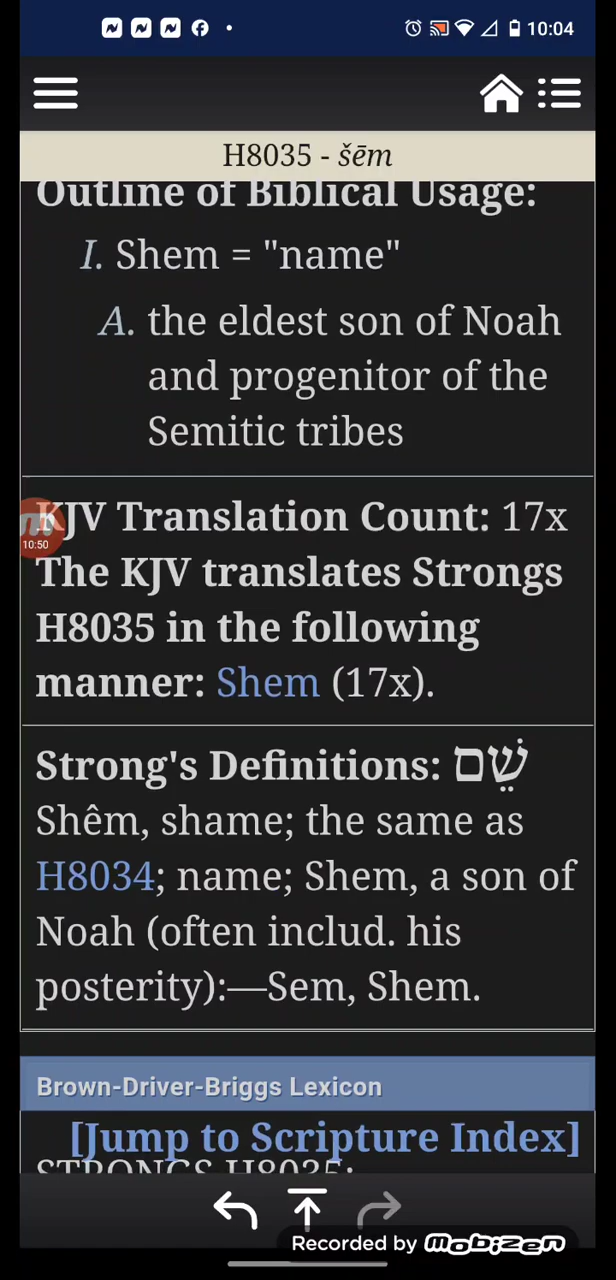 10:04
H8035 - šēm
Outline of Biblical Usage:
I. Shem = "name"
A. the eldest son of Noah
and progenitor of the
Semitic tribes
KJV Translation Count: 17x
10:50
The KJV translates Strongs
H8035 in the following
manner: Shem (17x).
Strong's Definitions: שֵׁם
Shêm, shame; the same as
H8034; name; Shem, a son of
Noah (often includ. his
posterity):—Sem, Shem.
Brown-Driver-Briggs Lexicon
[Jump to Scripture Index]
STRONGS H8035:
Recorded by mobizen